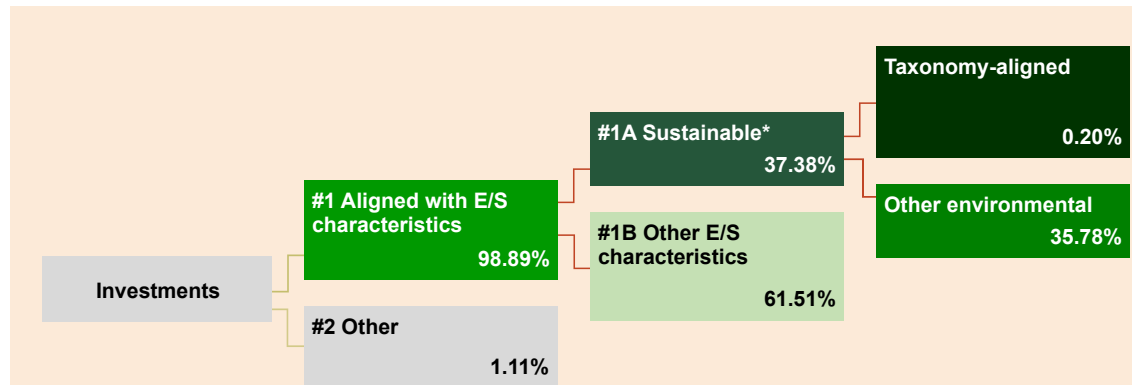 Investments
#1 Aligned with E/S
characteristics
98.89%
#2 Other
1.11%
#1A Sustainable*
37.38%
#1B Other E/S
characteristics
61.51%
Taxonomy-aligned
0.20%
Other environmental
35.78%